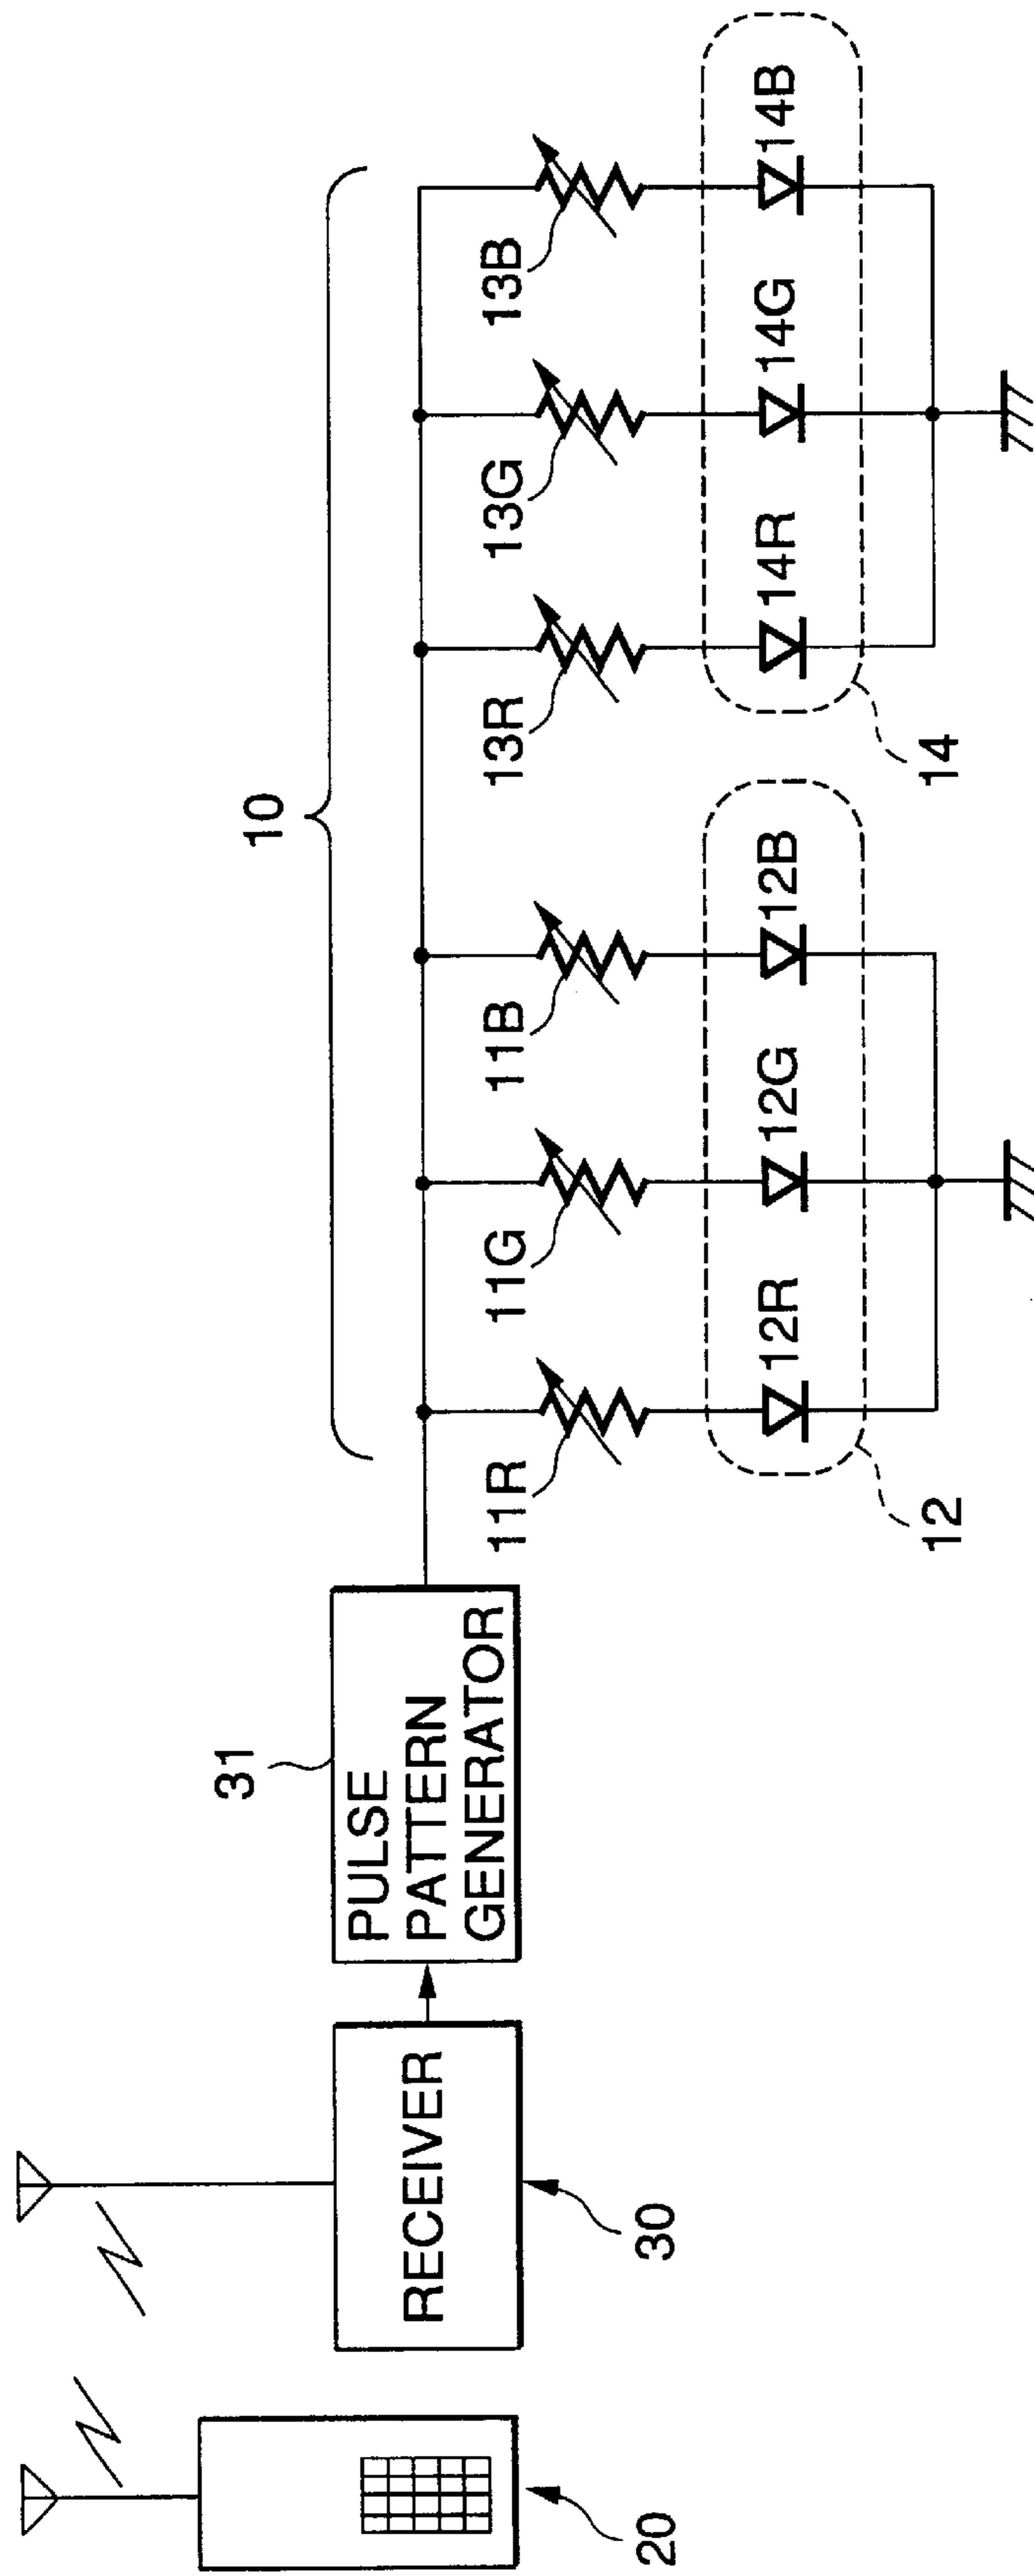 10
13B
13G
13R
11B
11G
11R
14B
14G
14R
12B
12G
12R
14
12
31
PULSE
PATTERN
GENERATOR
RECEIVER
30
20